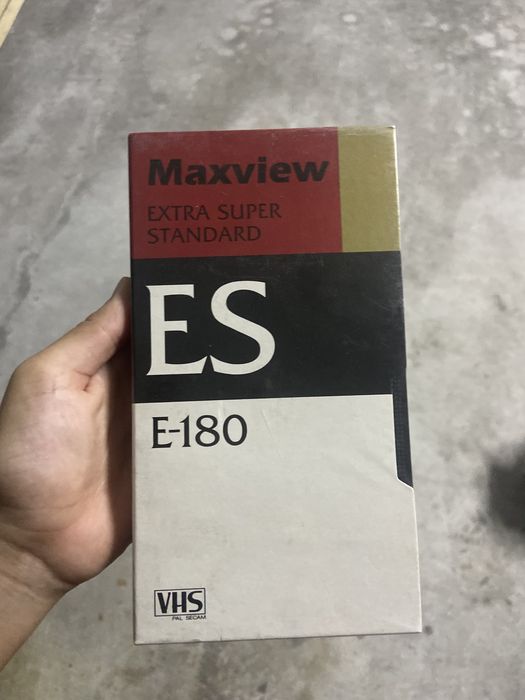 Maxview
EXTRA SUPER
STANDARD
ES
E-180
VHS
PAL SECAM